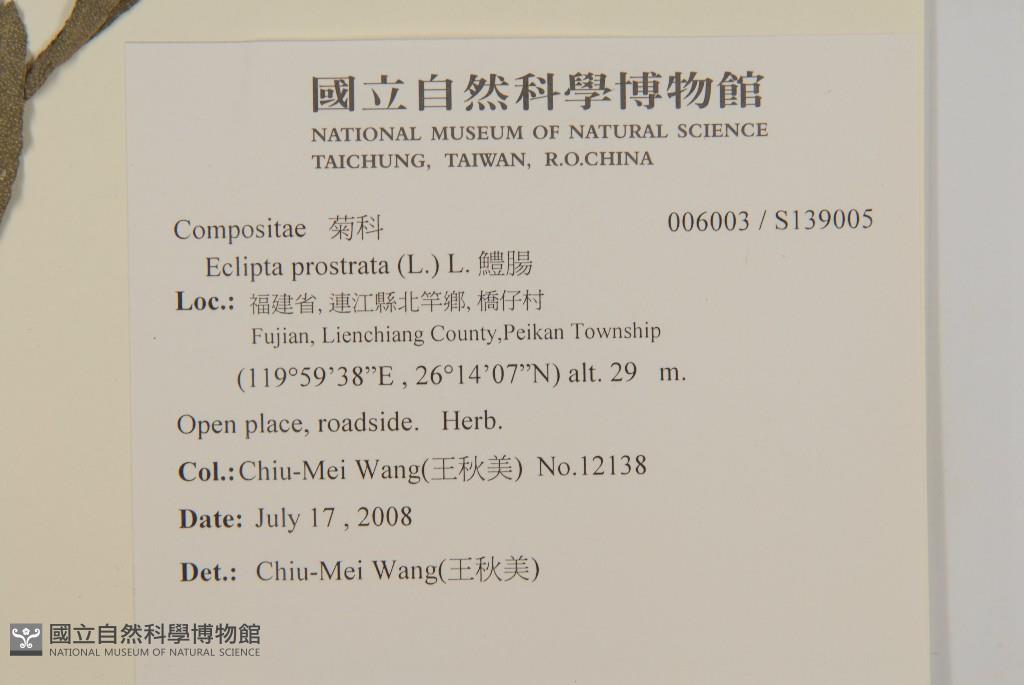 國立自然科學博物館
NATIONAL MUSEUM OF NATURAL SCIENCE
TAICHUNG, TAIWAN, R.O.CHINA
Compositae 菊科 006003 / S139005
Eclipta prostrata (L.) L. 鱧腸
Loc.: 福建省, 連江縣北竿鄉, 橋仔村
Fujian, Lienchiang County,Peikan Township
(119°59’38”E , 26°14’07”N) alt. 29 m.
Open place, roadside. Herb.
Col.: Chiu-Mei Wang(王秋美) No.12138
Date: July 17 , 2008
Det.: Chiu-Mei Wang(王秋美)
國立自然科學博物館
NATIONAL MUSEUM OF NATURAL SCIENCE